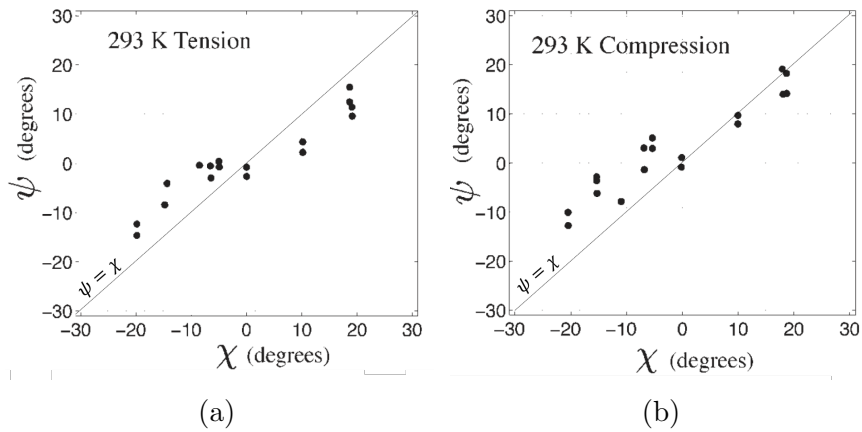 30
20
10
0
−10
−20
−30
ψ (degrees)
293 K Tension
ψ = χ
−30 −20 −10 0 10 20 30
χ (degrees)
(a)
30
20
10
0
−10
−20
−30
ψ (degrees)
293 K Compression
ψ = χ
−30 −20 −10 0 10 20 30
χ (degrees)
(b)